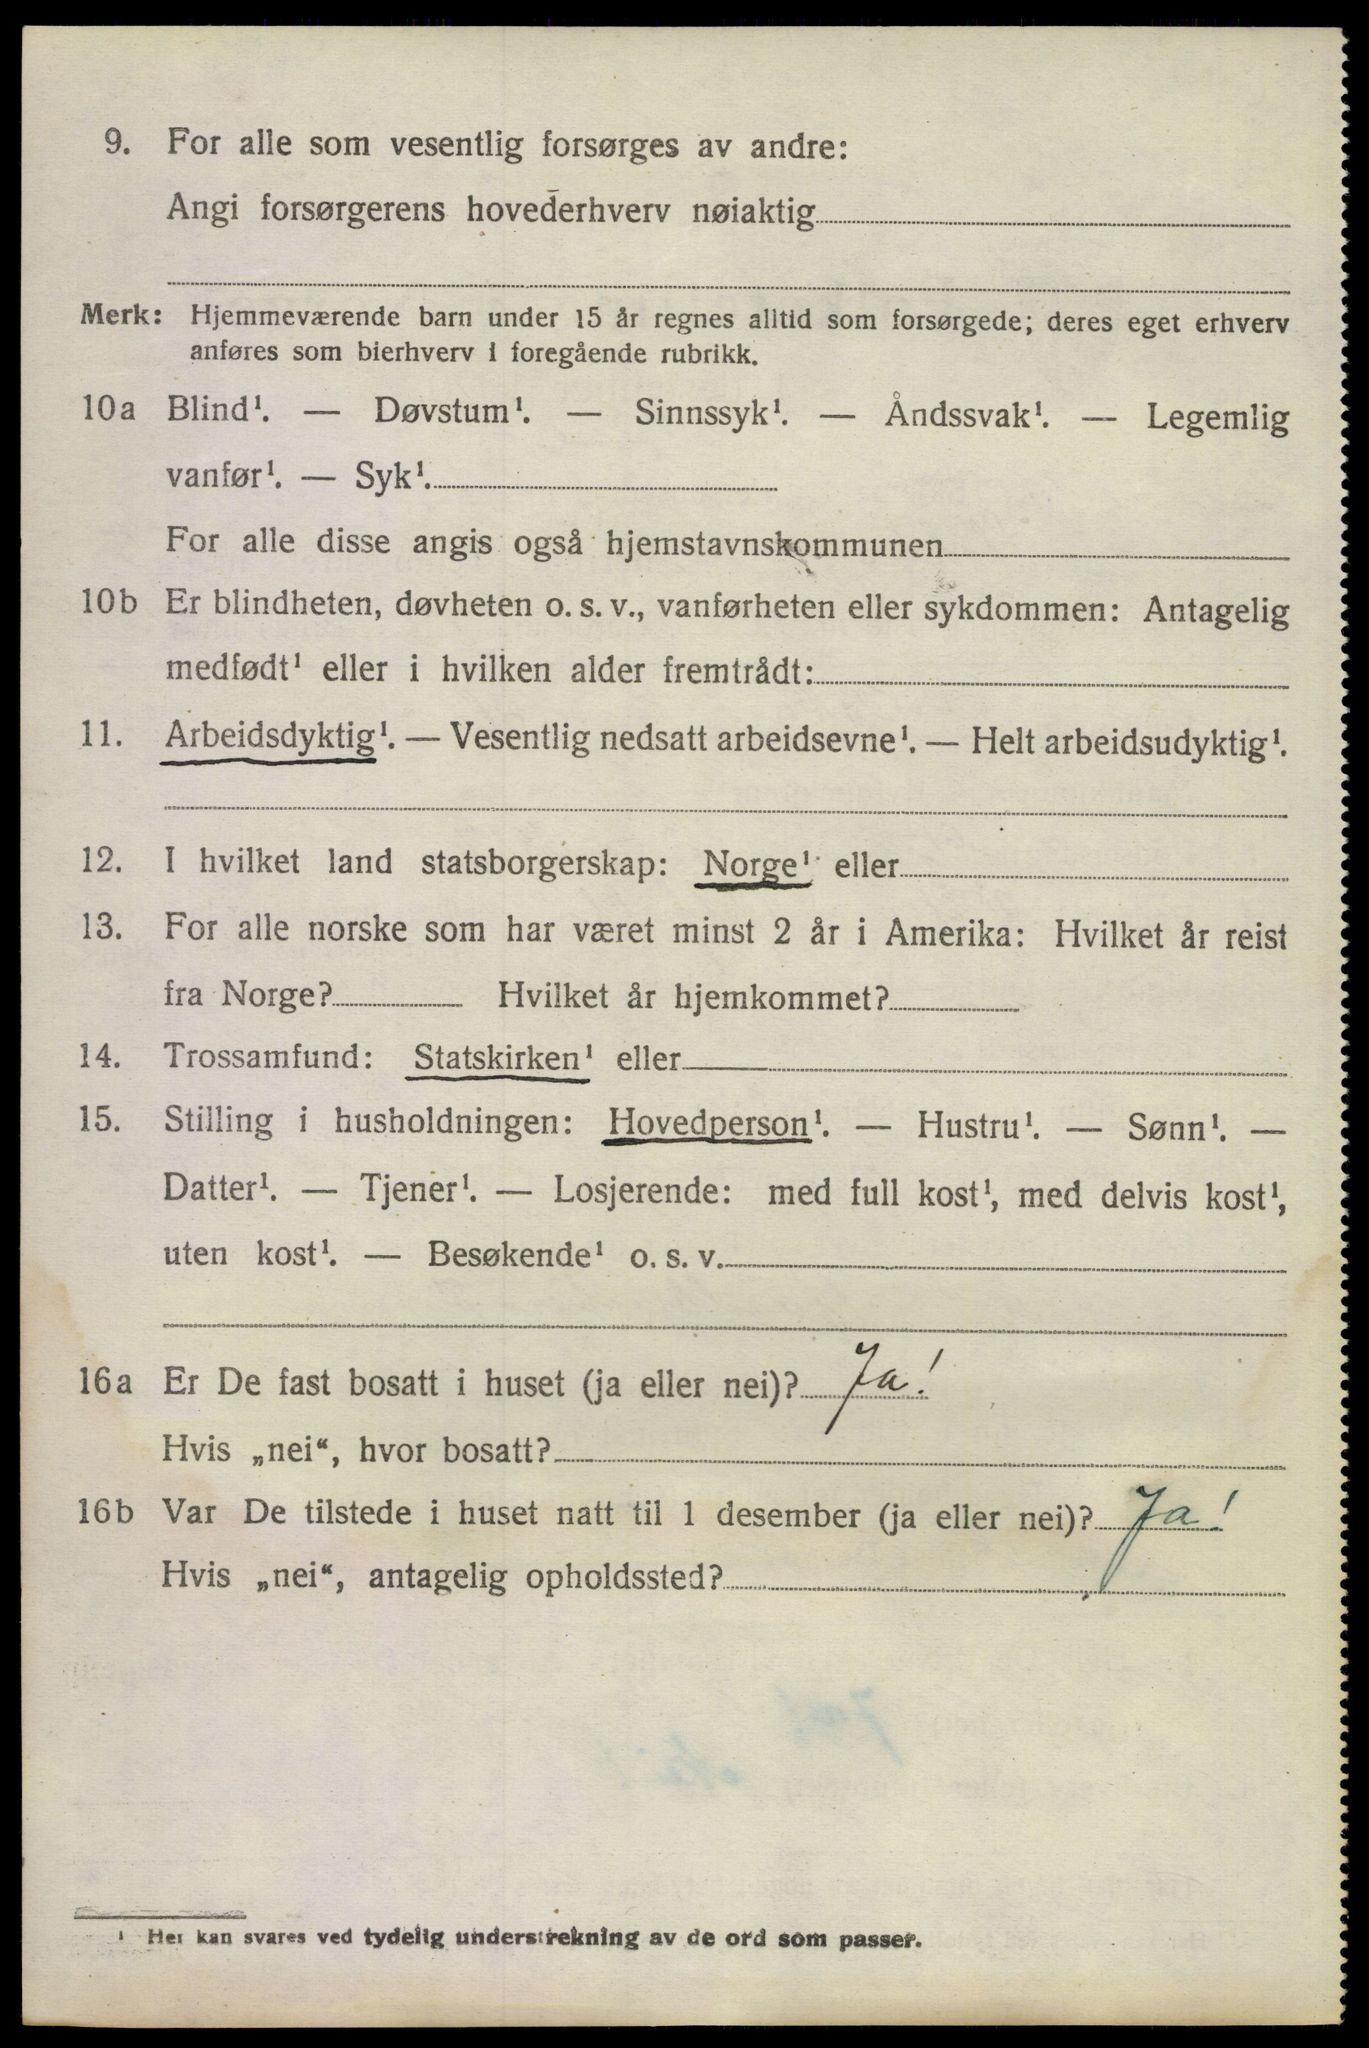 9. For alle som vesentlig forsørges av andre:
Angi forsørgerens hovederhverv nøiaktig
Merk: Hjemmeværende barn under 15 år regnes alltid som forsørgede; deres eget erhverv
anføres som bierhverv i foregående rubrikk.
10a Blind¹. — Døvstum¹. — Sinnssyk¹. — Åndssvak¹. — Legemlig
vanfør¹. — Syk¹.
For alle disse angis også hjemstavnskommunen
10b Er blindheten, døvheten o. s. v., vanførheten eller sykdommen: Antagelig
medfødt¹ eller i hvilken alder fremtrådt:
11. Arbeidsdyktig¹. — Vesentlig nedsatt arbeidsevne¹. — Helt arbeidsudyktig¹.
12. I hvilket land statsborgerskap: Norge¹ eller
13. For alle norske som har været minst 2 år i Amerika: Hvilket år reist
fra Norge? Hvilket år hjemkommet?
14. Trossamfund: Statskirken¹ eller
15. Stilling i husholdningen: Hovedperson¹. — Hustru¹. — Sønn¹. —
Datter¹. — Tjener¹. — Losjerende: med full kost¹, med delvis kost¹,
uten kost¹. — Besøkende¹ o. s. v.
16a Er De fast bosatt i huset (ja eller nei)? Ja!
Hvis „nei“, hvor bosatt?
16b Var De tilstede i huset natt til 1 desember (ja eller nei)? Ja!
Hvis „nei“, antagelig opholdssted?
¹ Her kan svares ved tydelig understrekning av de ord som passer.